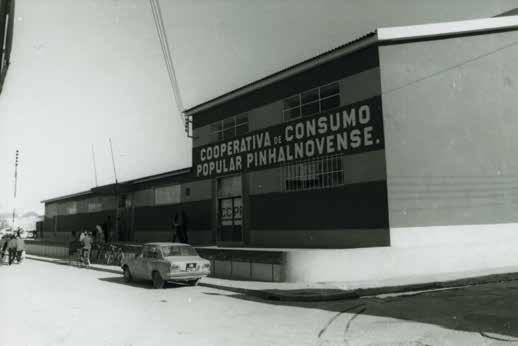 COOPERATIVA DE CONSUMO
POPULAR PINHALNOVENSE.